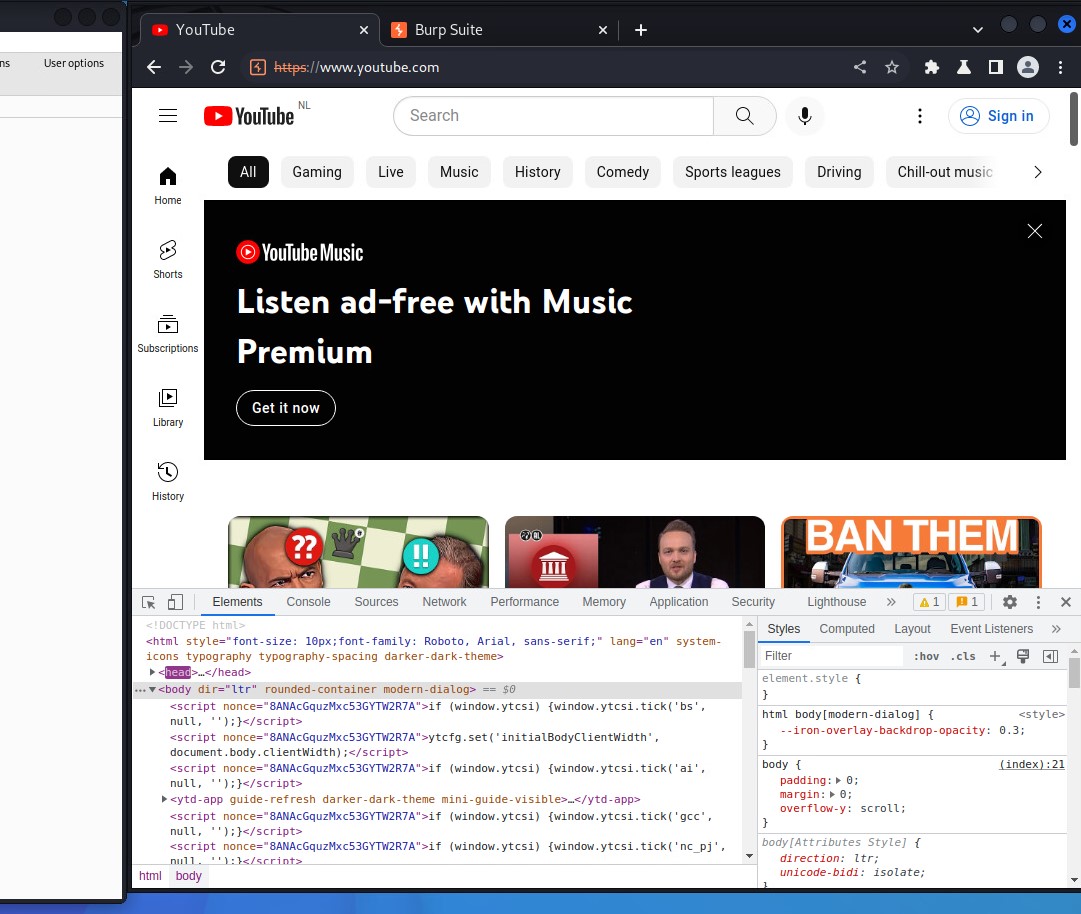 ns
User options
YouTube
Burp Suite
https://www.youtube.com
YouTube NL
Search
Sign in
All
Gaming
Live
Music
History
Comedy
Sports leagues
Driving
Chill-out music
Home
Shorts
Subscriptions
Library
History
YouTube Music
Listen ad-free with Music
Premium
Get it now
??
!!
BAN THEM
Elements
Console
Sources
Network
Performance
Memory
Application
Security
Lighthouse
»
1
1
<!DOCTYPE html>
<html style="font-size: 10px;font-family: Roboto, Arial, sans-serif;" lang="en" system-
icons typography typography-spacing darker-dark-theme>
<head>…</head>
<body dir="ltr" rounded-container modern-dialog> == $0
<script nonce="8ANAcGquzMxc53GYTW2R7A">if (window.ytcsi) {window.ytcsi.tick('bs',
null, '');}</script>
<script nonce="8ANAcGquzMxc53GYTW2R7A">ytcfg.set('initialBodyClientWidth',
document.body.clientWidth);</script>
<script nonce="8ANAcGquzMxc53GYTW2R7A">if (window.ytcsi) {window.ytcsi.tick('ai',
null, '');}</script>
<ytd-app guide-refresh darker-dark-theme mini-guide-visible>…</ytd-app>
<script nonce="8ANAcGquzMxc53GYTW2R7A">if (window.ytcsi) {window.ytcsi.tick('gcc',
null, '');}</script>
<script nonce="8ANAcGquzMxc53GYTW2R7A">if (window.ytcsi) {window.ytcsi.tick('nc_pj',
null, '');}</script>
html body
Styles
Computed
Layout
Event Listeners
»
Filter
:hov .cls +
element.style {
}
html body[modern-dialog] { <style>
--iron-overlay-backdrop-opacity: 0.3;
}
body { (index):21
padding: 0;
margin: 0;
overflow-y: scroll;
}
body[Attributes Style] {
direction: ltr;
unicode-bidi: isolate;
}